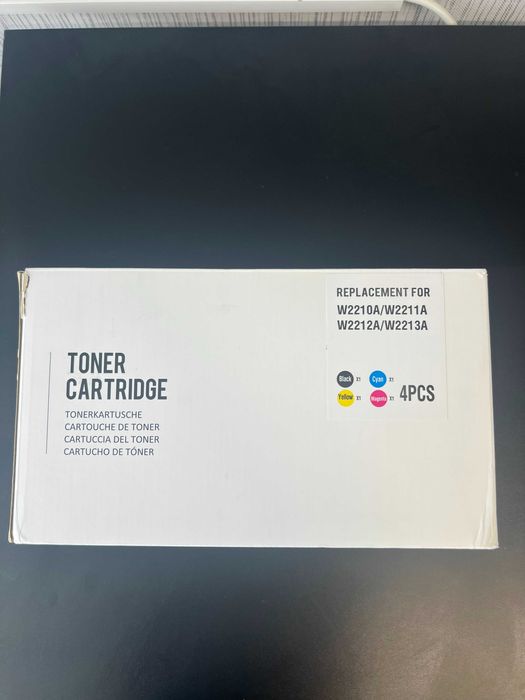 REPLACEMENT FOR
W2210A/W2211A
W2212A/W2213A
Black X1 Cyan X1
Yellow X1 Magenta X1 4PCS
TONER
CARTRIDGE
TONERKARTUSCHE
CARTOUCHE DE TONER
CARTUCCIA DEL TONER
CARTUCHO DE TÓNER